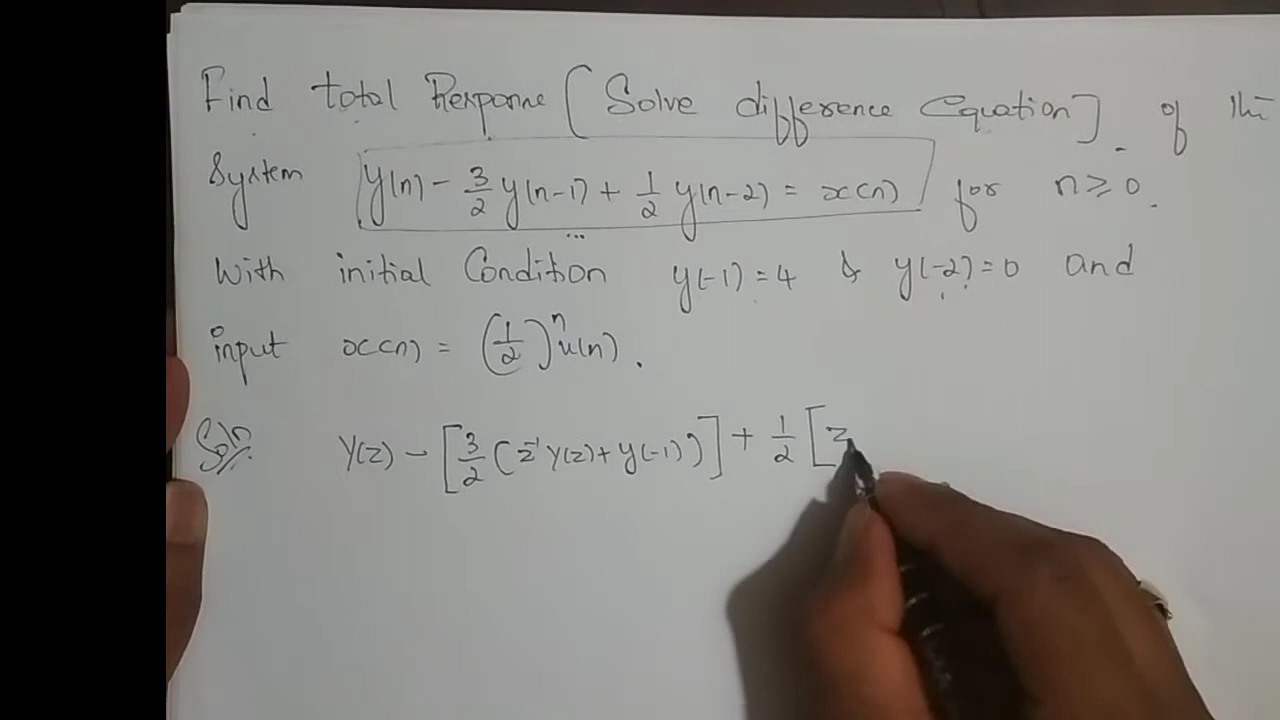 Find total Response [Solve difference Equation] of the
System y(n) - 3/2 y(n-1) + 1/2 y(n-2) = x(n) for n ≥ 0.
With initial Condition y(-1) = 4 & y(-2) = 0 and
input x(n) = (1/2)^n u(n).
Soln Y(z) - [3/2 (z^-1 Y(z) + y(-1))] + 1/2 [z